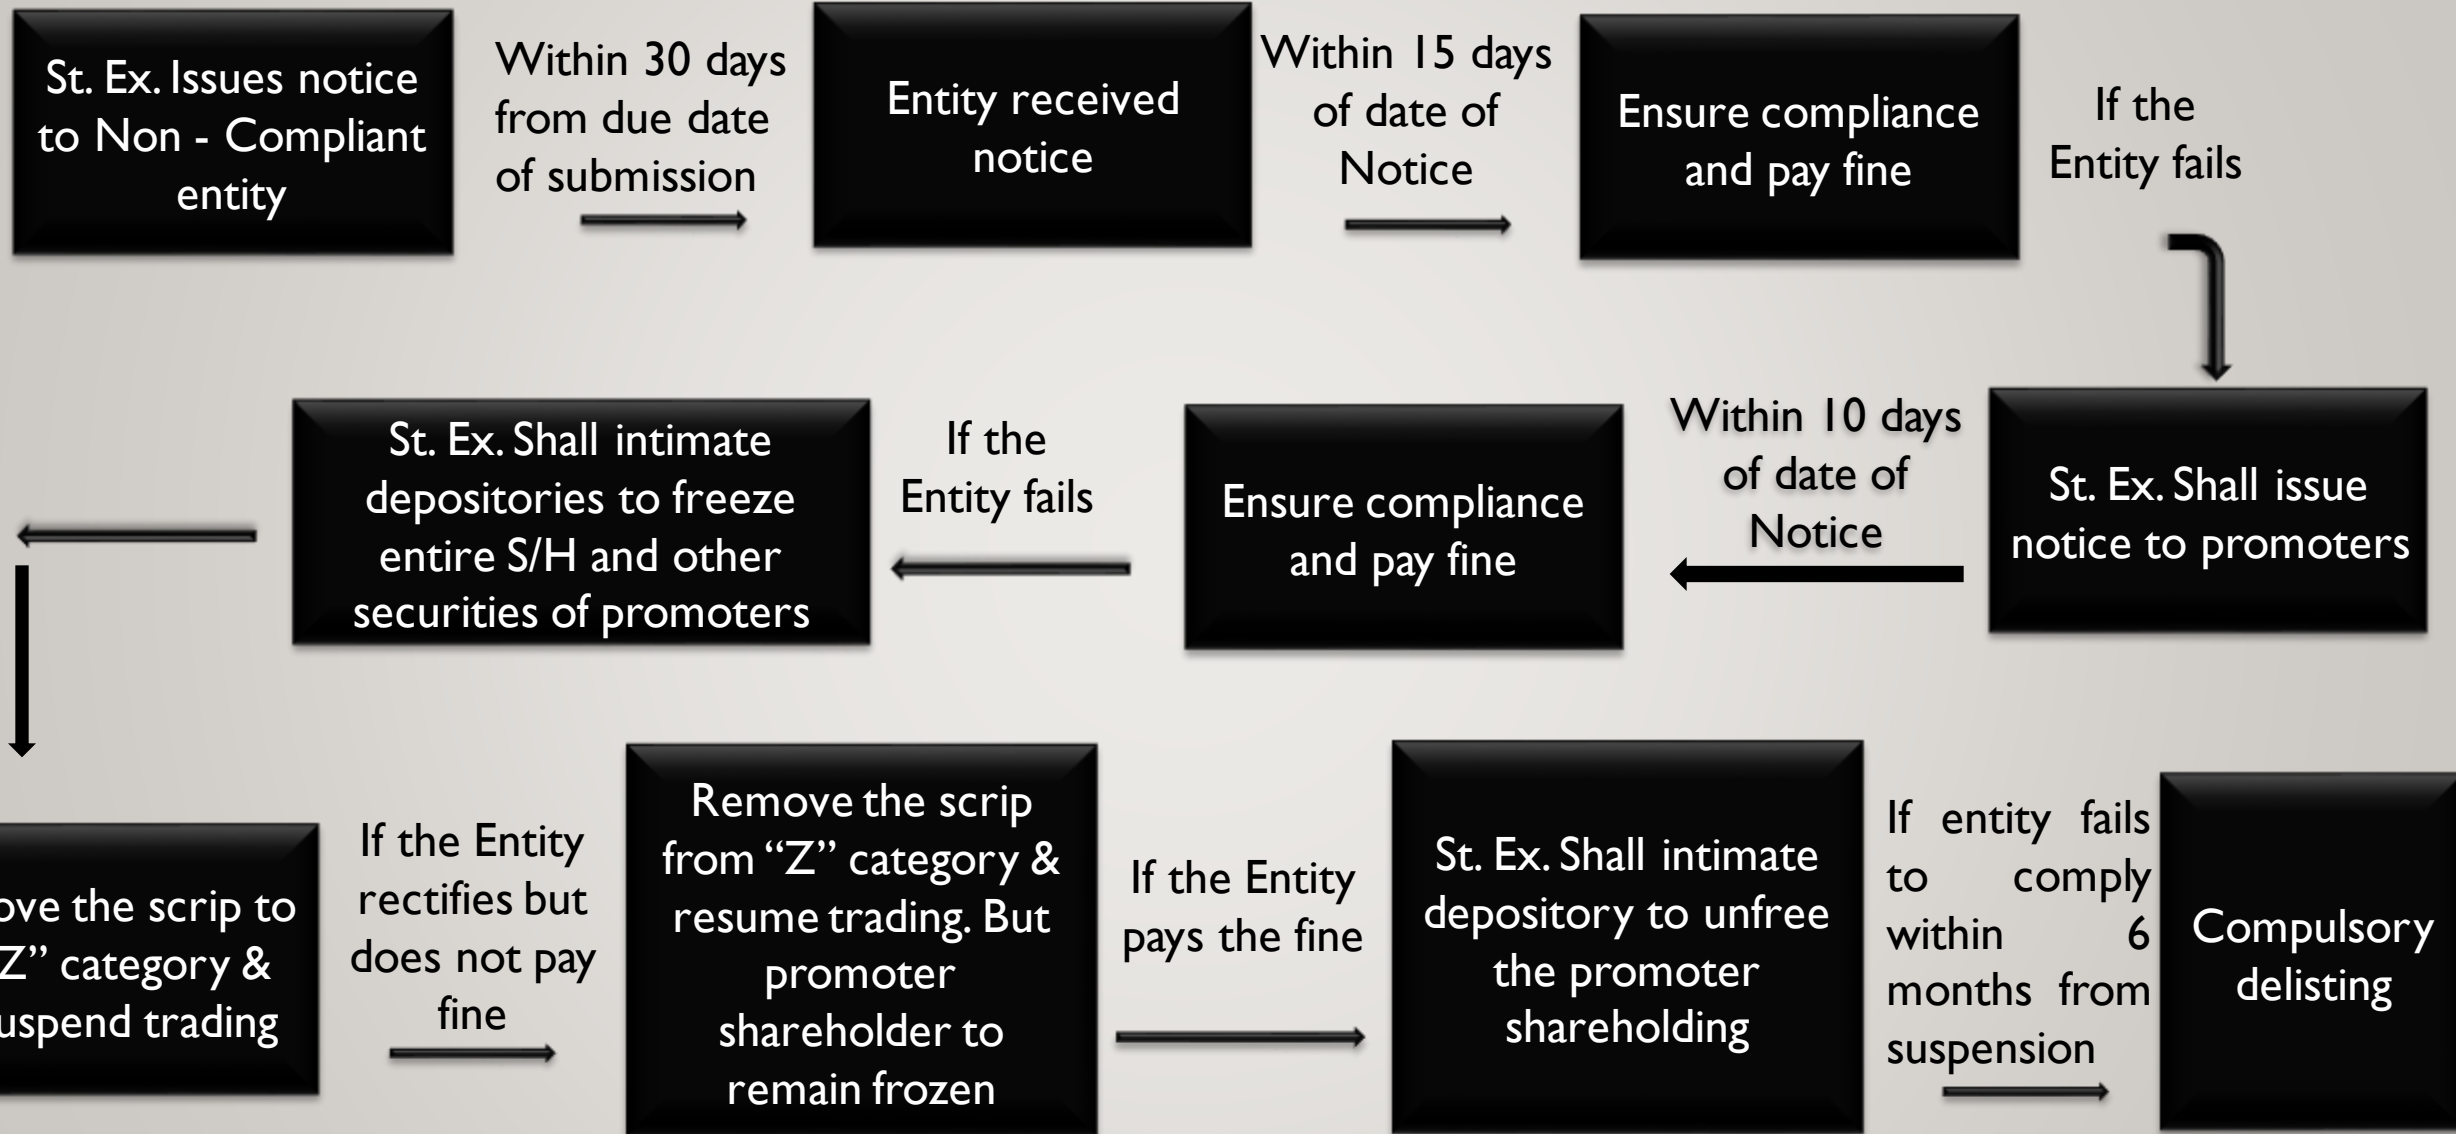 St. Ex. Issues notice
to Non - Compliant
entity
Within 30 days
from due date
of submission
Entity received
notice
Within 15 days
of date of
Notice
Ensure compliance
and pay fine
If the
Entity fails
St. Ex. Shall issue
notice to promoters
Within 10 days
of date of
Notice
Ensure compliance
and pay fine
If the
Entity fails
St. Ex. Shall intimate
depositories to freeze
entire S/H and other
securities of promoters
ove the scrip to
Z” category &
uspend trading
If the Entity
rectifies but
does not pay
fine
Remove the scrip
from “Z” category &
resume trading. But
promoter
shareholder to
remain frozen
If the Entity
pays the fine
St. Ex. Shall intimate
depository to unfree
the promoter
shareholding
If entity fails
to comply
within 6
months from
suspension
Compulsory
delisting